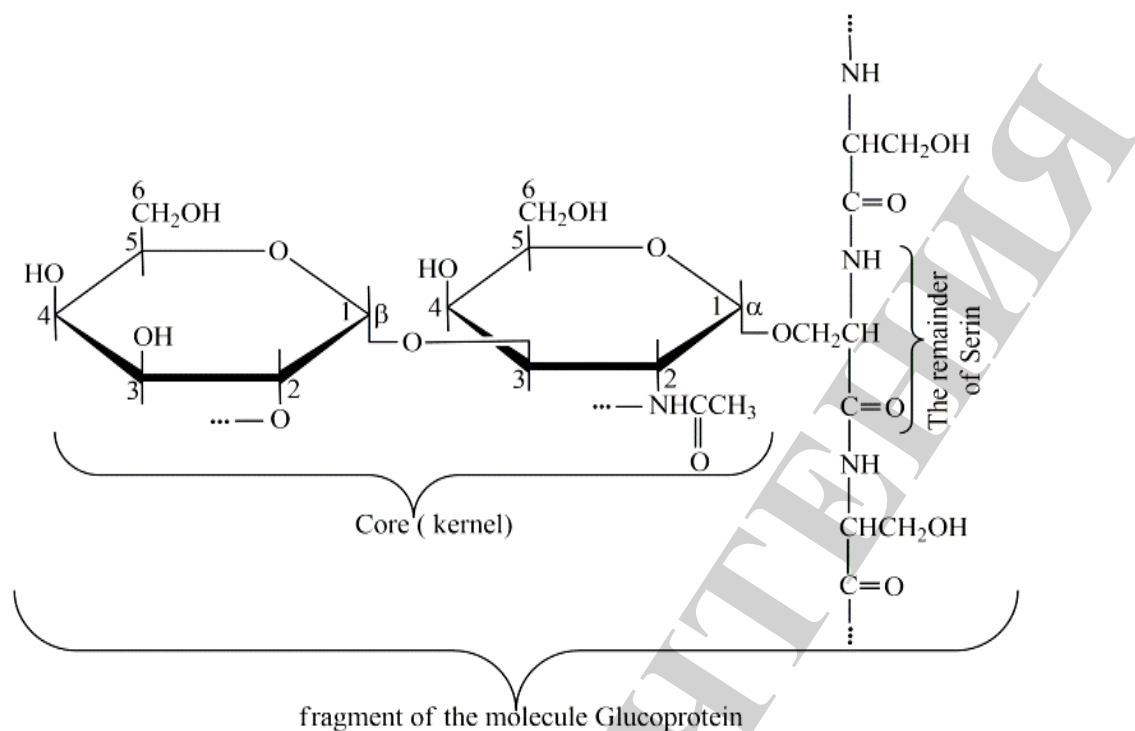 NH
CHCH₂OH
C=O
6
CH₂OH
5
O
HO
4
1
β
OH
3
2
... — O
O
6
CH₂OH
5
O
HO
4
1
α
3
2
... — NHCCH₃
O
OCH₂CH
NH
C=O
The remainder
of Serin
NH
CHCH₂OH
C=O
Core ( kernel)
fragment of the molecule Glucoprotein
ЧТЕНИЯ